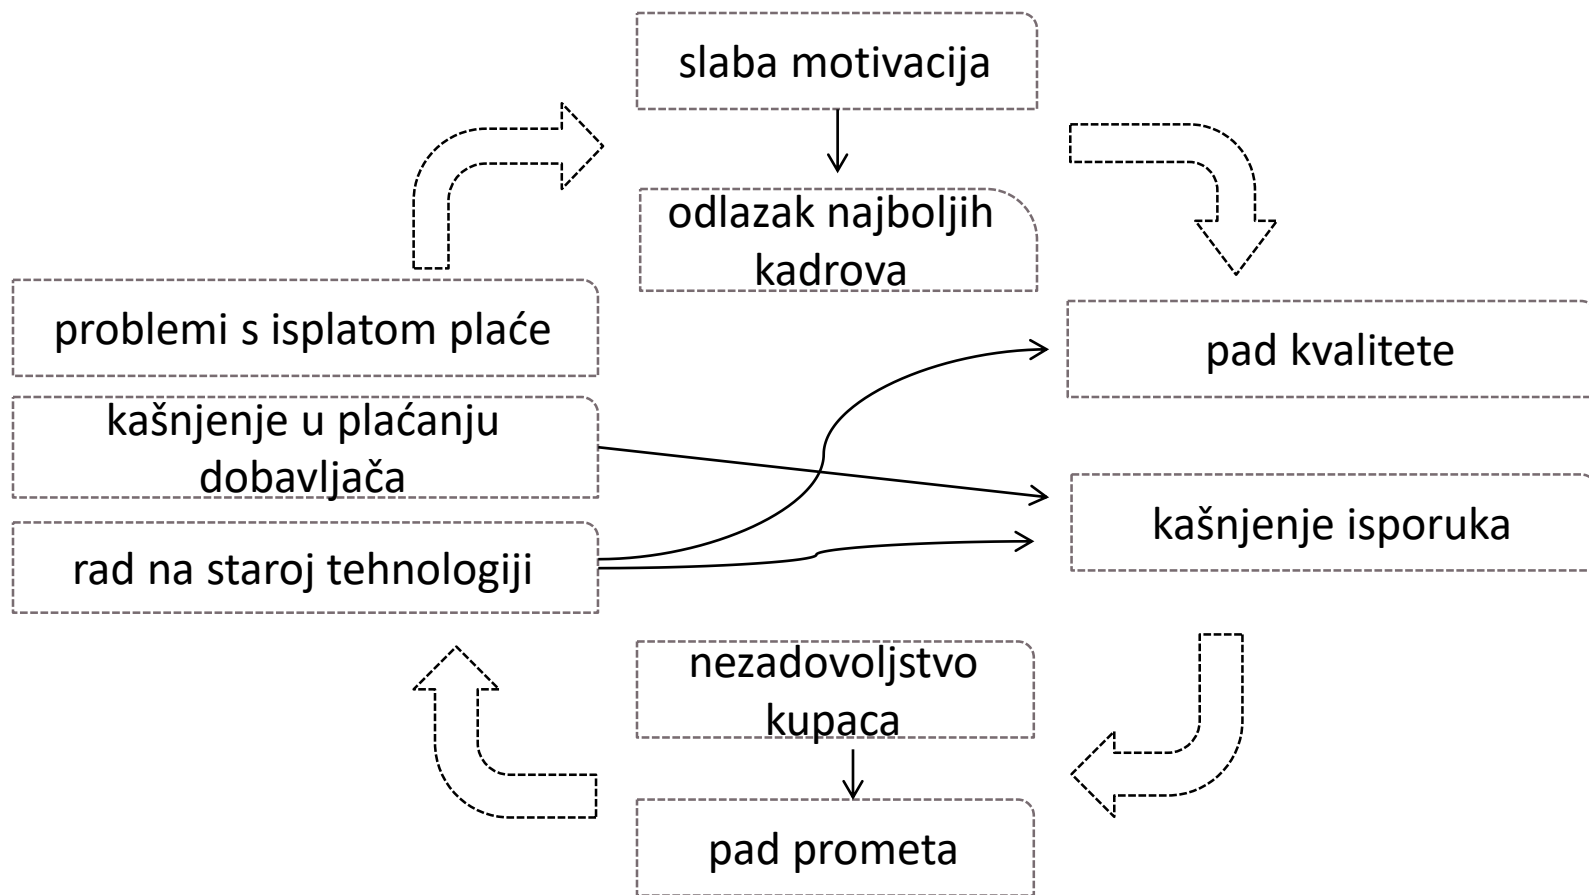 slaba motivacija
odlazak najboljih
kadrova
problemi s isplatom plaće
kašnjenje u plaćanju
dobavljača
rad na staroj tehnologiji
pad kvalitete
kašnjenje isporuka
nezadovoljstvo
kupaca
pad prometa